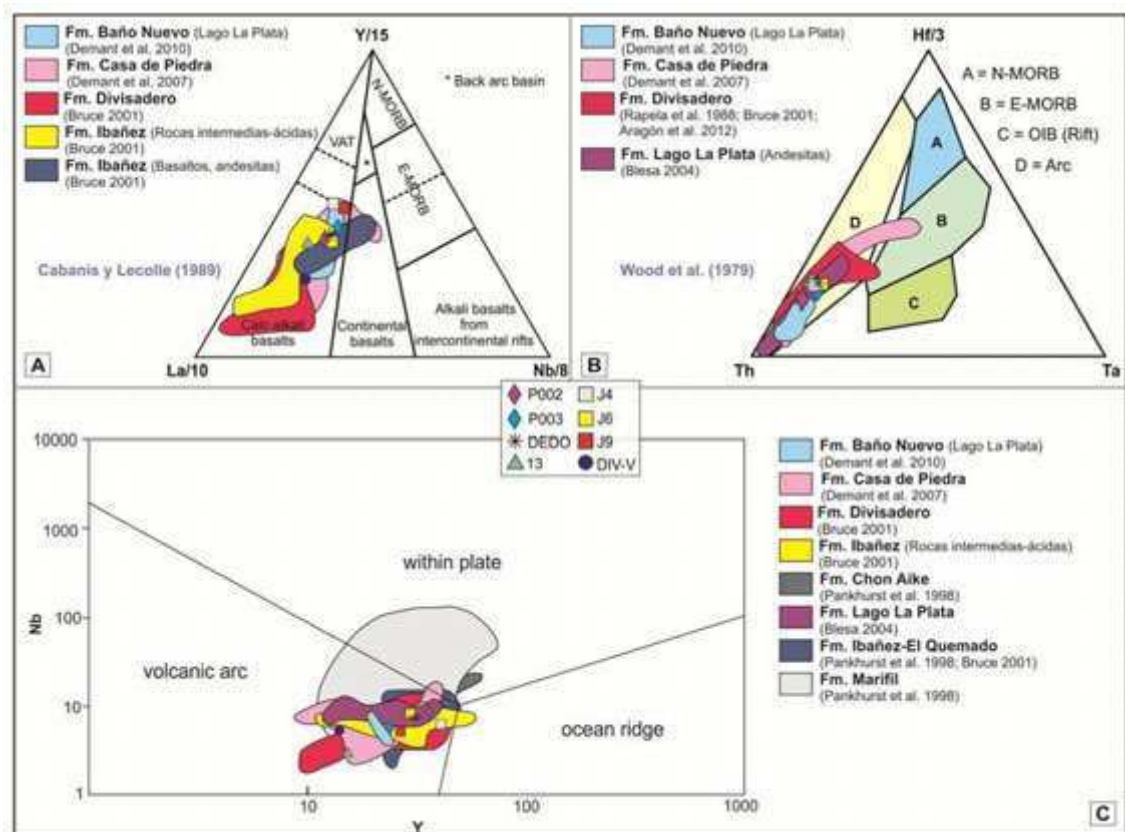 Fm. Baño Nuevo (Lago La Plata)
(Demant et al. 2010)
Fm. Casa de Piedra
(Demant et al. 2007)
Fm. Divisadero
(Bruce 2001)
Fm. Ibañez (Rocas intermedias-ácidas)
(Bruce 2001)
Fm. Ibañez (Basaltos, andesitas)
(Bruce 2001)
Cabanis y Lecolle (1989)
Y/15
* Back arc basin
N-MORB
VAT
*
E-MORB
Calc alkali
basalts
Continental
basalts
Alkali basalts
from
intercontinental rifts
A
La/10
Nb/8
Fm. Baño Nuevo (Lago La Plata)
(Demant et al. 2010)
Fm. Casa de Piedra
(Demant et al. 2007)
Fm. Divisadero
(Rapela et al. 1988; Bruce 2001;
Aragón et al. 2012)
Fm. Lago La Plata (Andesitas)
(Blesa 2004)
Wood et al. (1979)
Hf/3
A = N-MORB
B = E-MORB
C = OIB (Rift)
D = Arc
A
D
B
C
B
Th
Ta
P002
J4
P003
J6
DEDO
J9
13
DIV-V
10000
1000
100
10
1
Nb
within plate
volcanic arc
ocean ridge
10
100
1000
Y
Fm. Baño Nuevo (Lago La Plata)
(Demant et al. 2010)
Fm. Casa de Piedra
(Demant et al. 2007)
Fm. Divisadero
(Bruce 2001)
Fm. Ibañez (Rocas intermedias-ácidas)
(Bruce 2001)
Fm. Chon Aike
(Pankhurst et al. 1998)
Fm. Lago La Plata
(Blesa 2004)
Fm. Ibañez-El Quemado
(Pankhurst et al. 1998; Bruce 2001)
Fm. Marifil
(Pankhurst et al. 1998)
C